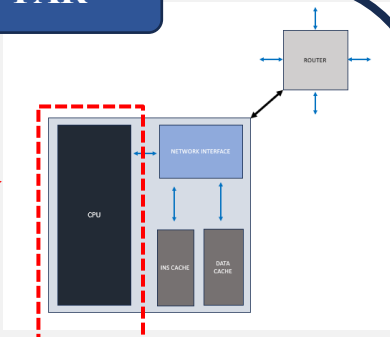 ROUTER
NETWORK INTERFACE
CPU
INS CACHE
DATA
CACHE